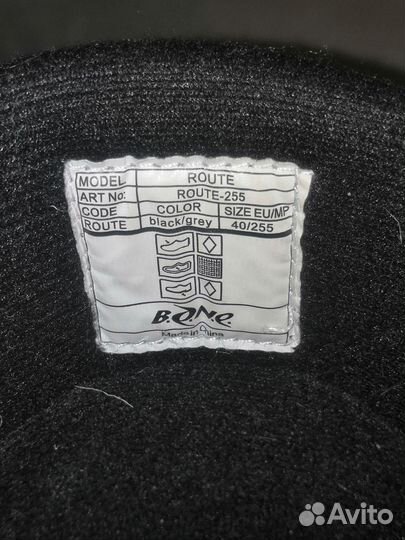 MODEL: ROUTE
ART No: ROUTE-255
CODE COLOR SIZE EU/MP
ROUTE black/grey 40/255
B.O.N.E.
Made in China
Avito